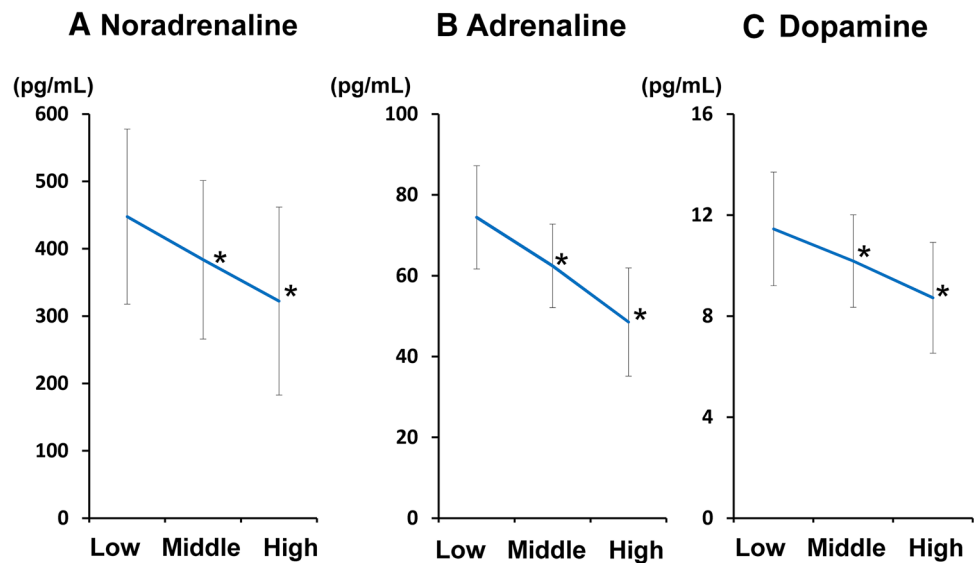 A Noradrenaline
(pg/mL)
600
500
400
300
200
100
0
Low Middle High
*
*
B Adrenaline
(pg/mL)
100
80
60
40
20
0
Low Middle High
*
*
C Dopamine
(pg/mL)
16
12
8
4
0
Low Middle High
*
*